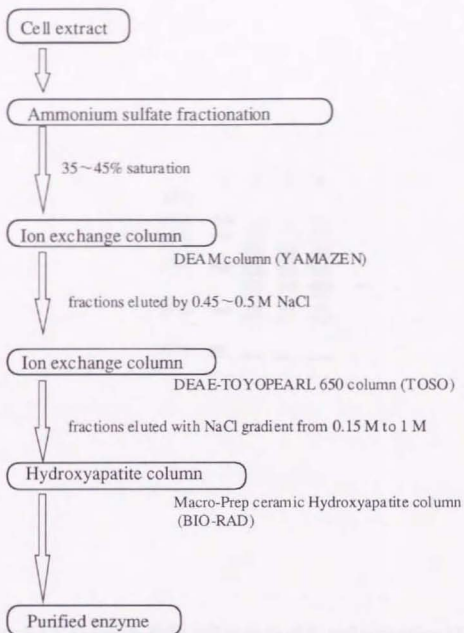 Cell extract
Ammonium sulfate fractionation
35~45% saturation
Ion exchange column
DEAM column (YAMAZEN)
fractions eluted by 0.45~0.5 M NaCl
Ion exchange column
DEAE-TOYOPEARL 650 column (TOSO)
fractions eluted with NaCl gradient from 0.15 M to 1 M
Hydroxyapatite column
Macro-Prep ceramic Hydroxyapatite column
(BIO-RAD)
Purified enzyme